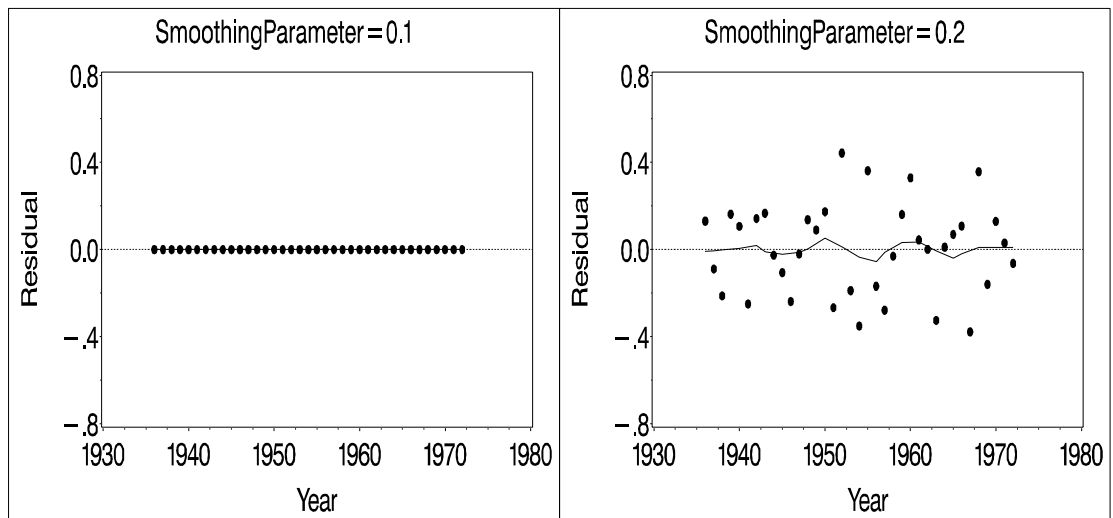 SmoothingParameter=0.1
0.8
0.4
0.0
−.4
−.8
Residual
1930 1940 1950 1960 1970 1980
Year
SmoothingParameter=0.2
0.8
0.4
0.0
−.4
−.8
Residual
1930 1940 1950 1960 1970 1980
Year